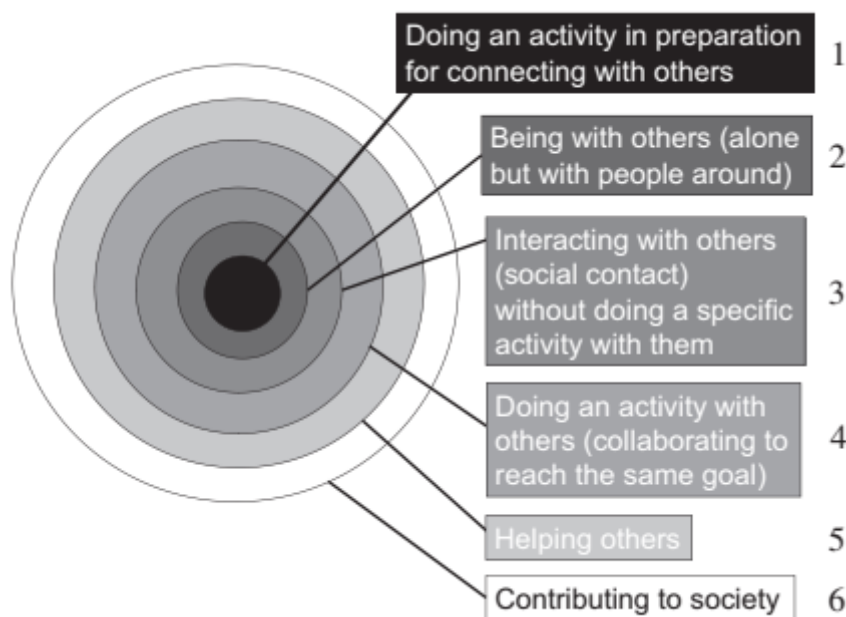 Doing an activity in preparation
for connecting with others
1
Being with others (alone
but with people around)
2
Interacting with others
(social contact)
without doing a specific
activity with them
3
Doing an activity with
others (collaborating to
reach the same goal)
4
Helping others
5
Contributing to society
6